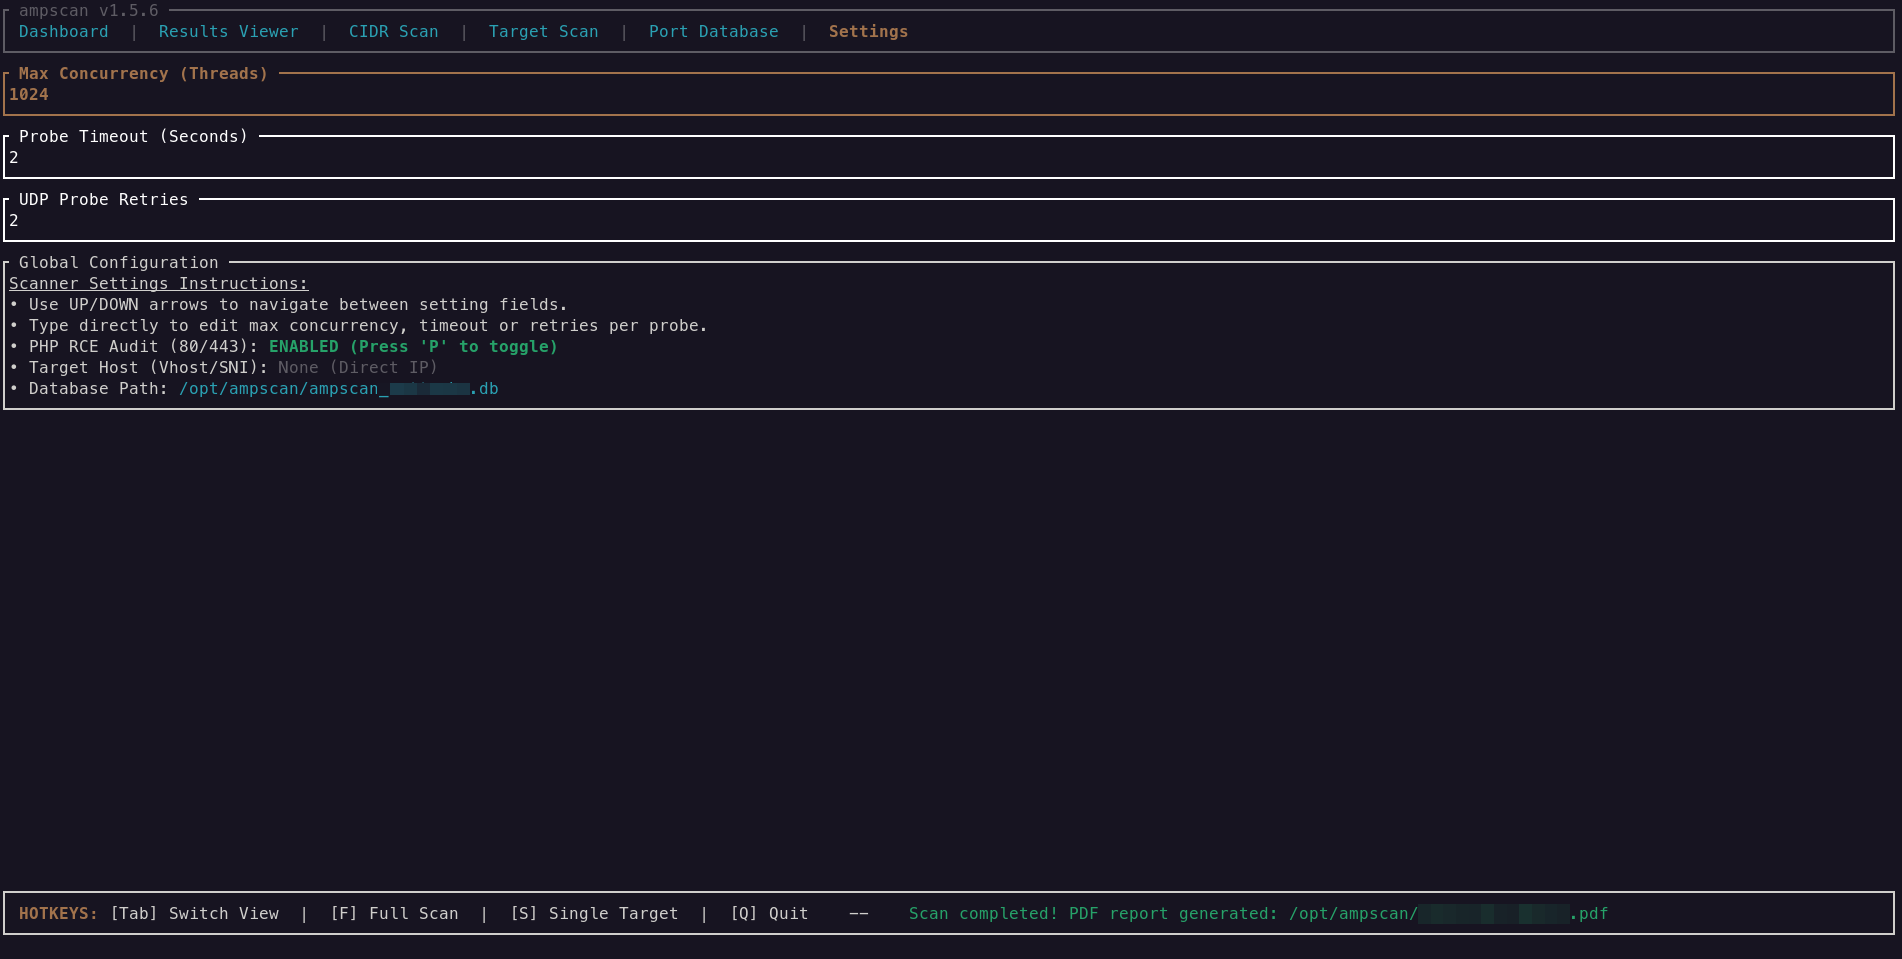 ampscan v1.5.6
Dashboard | Results Viewer | CIDR Scan | Target Scan | Port Database | Settings
Max Concurrency (Threads)
1024
Probe Timeout (Seconds)
2
UDP Probe Retries
2
Global Configuration
Scanner Settings Instructions:
• Use UP/DOWN arrows to navigate between setting fields.
• Type directly to edit max concurrency, timeout or retries per probe.
• PHP RCE Audit (80/443): ENABLED (Press 'P' to toggle)
• Target Host (Vhost/SNI): None (Direct IP)
• Database Path: /opt/ampscan/ampscan_ .db
HOTKEYS: [Tab] Switch View | [F] Full Scan | [S] Single Target | [Q] Quit —— Scan completed! PDF report generated: /opt/ampscan/ .pdf